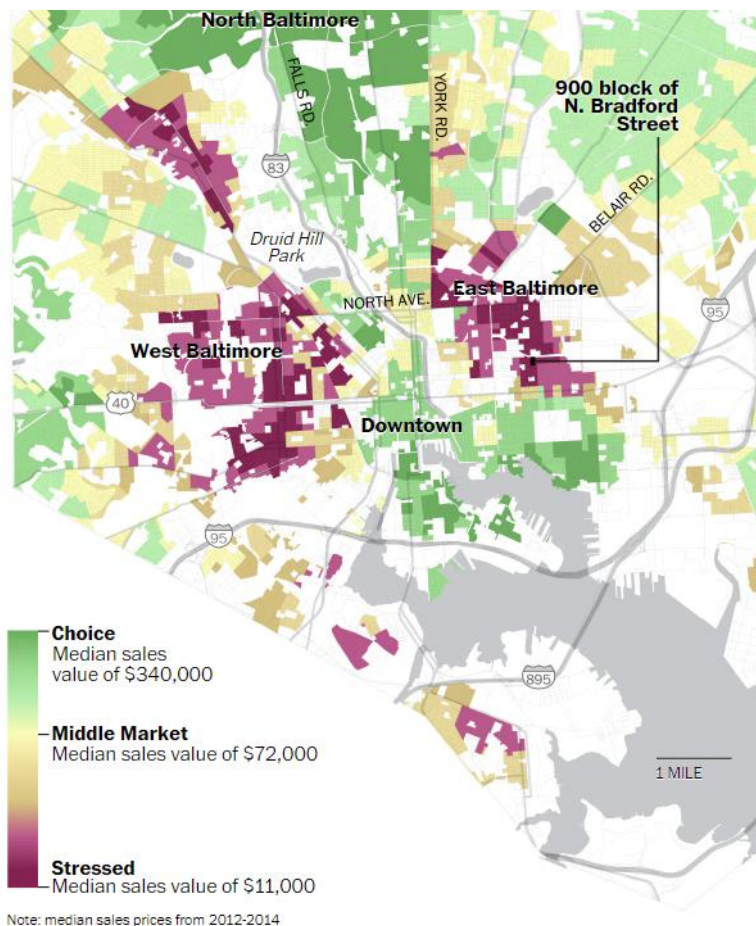 North Baltimore
FALLS RD.
YORK RD.
900 block of
N. Bradford
Street
83
BELAIR RD.
Druid Hill
Park
NORTH AVE.
East Baltimore
95
West Baltimore
40
Downtown
95
Choice
Median sales
value of $340,000
895
Middle Market
Median sales value of $72,000
1 MILE
Stressed
Median sales value of $11,000
Note: median sales prices from 2012-2014